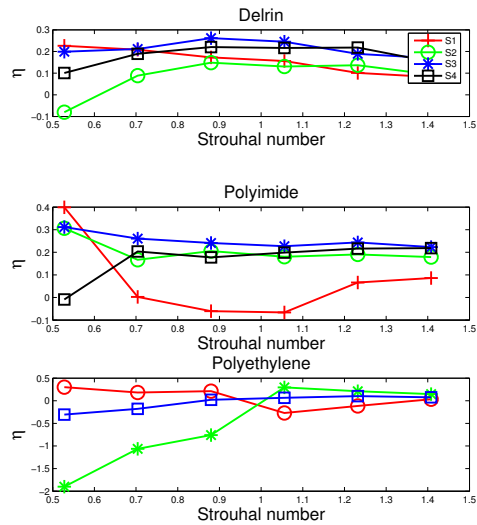 Delrin
0.3
0.2
0.1
0
−0.1
η
S1
S2
S3
S4
0.5 0.6 0.7 0.8 0.9 1 1.1 1.2 1.3 1.4 1.5
Strouhal number
Polyimide
0.4
0.3
0.2
0.1
0
−0.1
η
0.5 0.6 0.7 0.8 0.9 1 1.1 1.2 1.3 1.4 1.5
Strouhal number
Polyethylene
0.5
0
−0.5
−1
−1.5
−2
η
0.5 0.6 0.7 0.8 0.9 1 1.1 1.2 1.3 1.4 1.5
Strouhal number